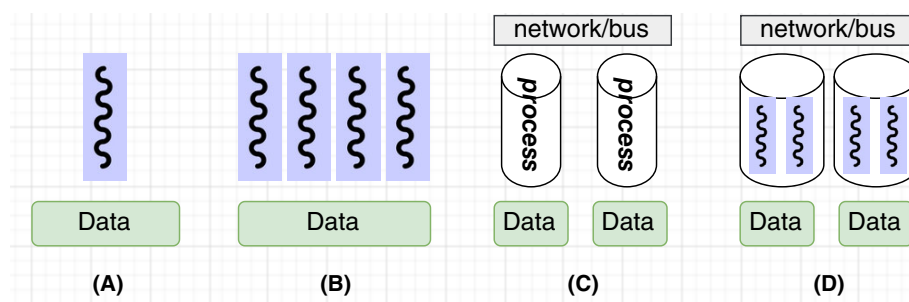 network/bus
network/bus
process
process
Data
Data
Data
Data
Data
Data
(A)
(B)
(C)
(D)